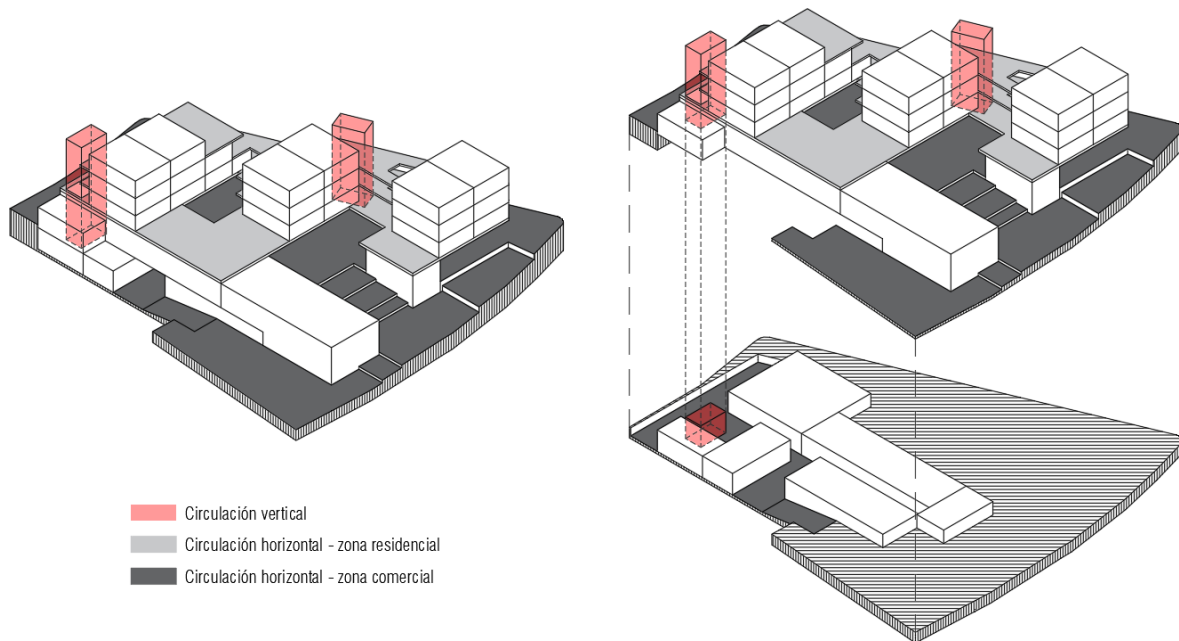 Circulación vertical
Circulación horizontal - zona residencial
Circulación horizontal - zona comercial